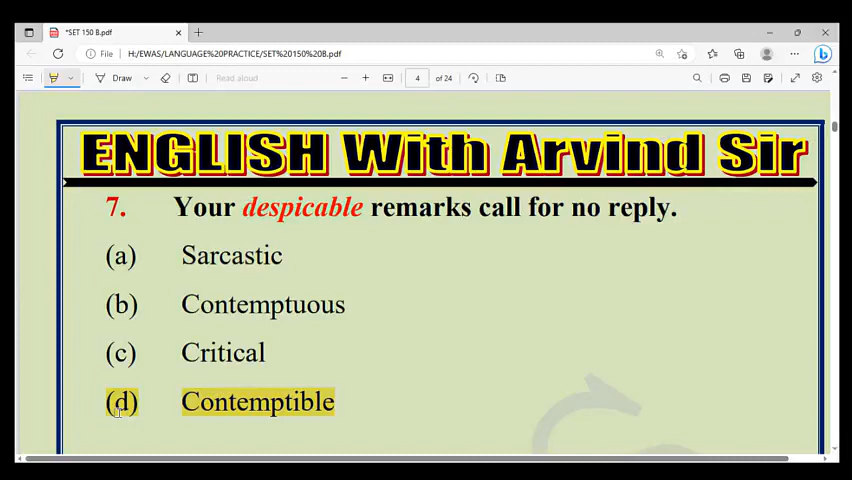 *SET 150 B.pdf
File
H:/EWAS/LANGUAGE%20PRACTICE/SET%20150%20B.pdf
Draw
Read aloud
4 of 24
ENGLISH With Arvind Sir
7. Your despicable remarks call for no reply.
(a) Sarcastic
(b) Contemptuous
(c) Critical
(d) Contemptible